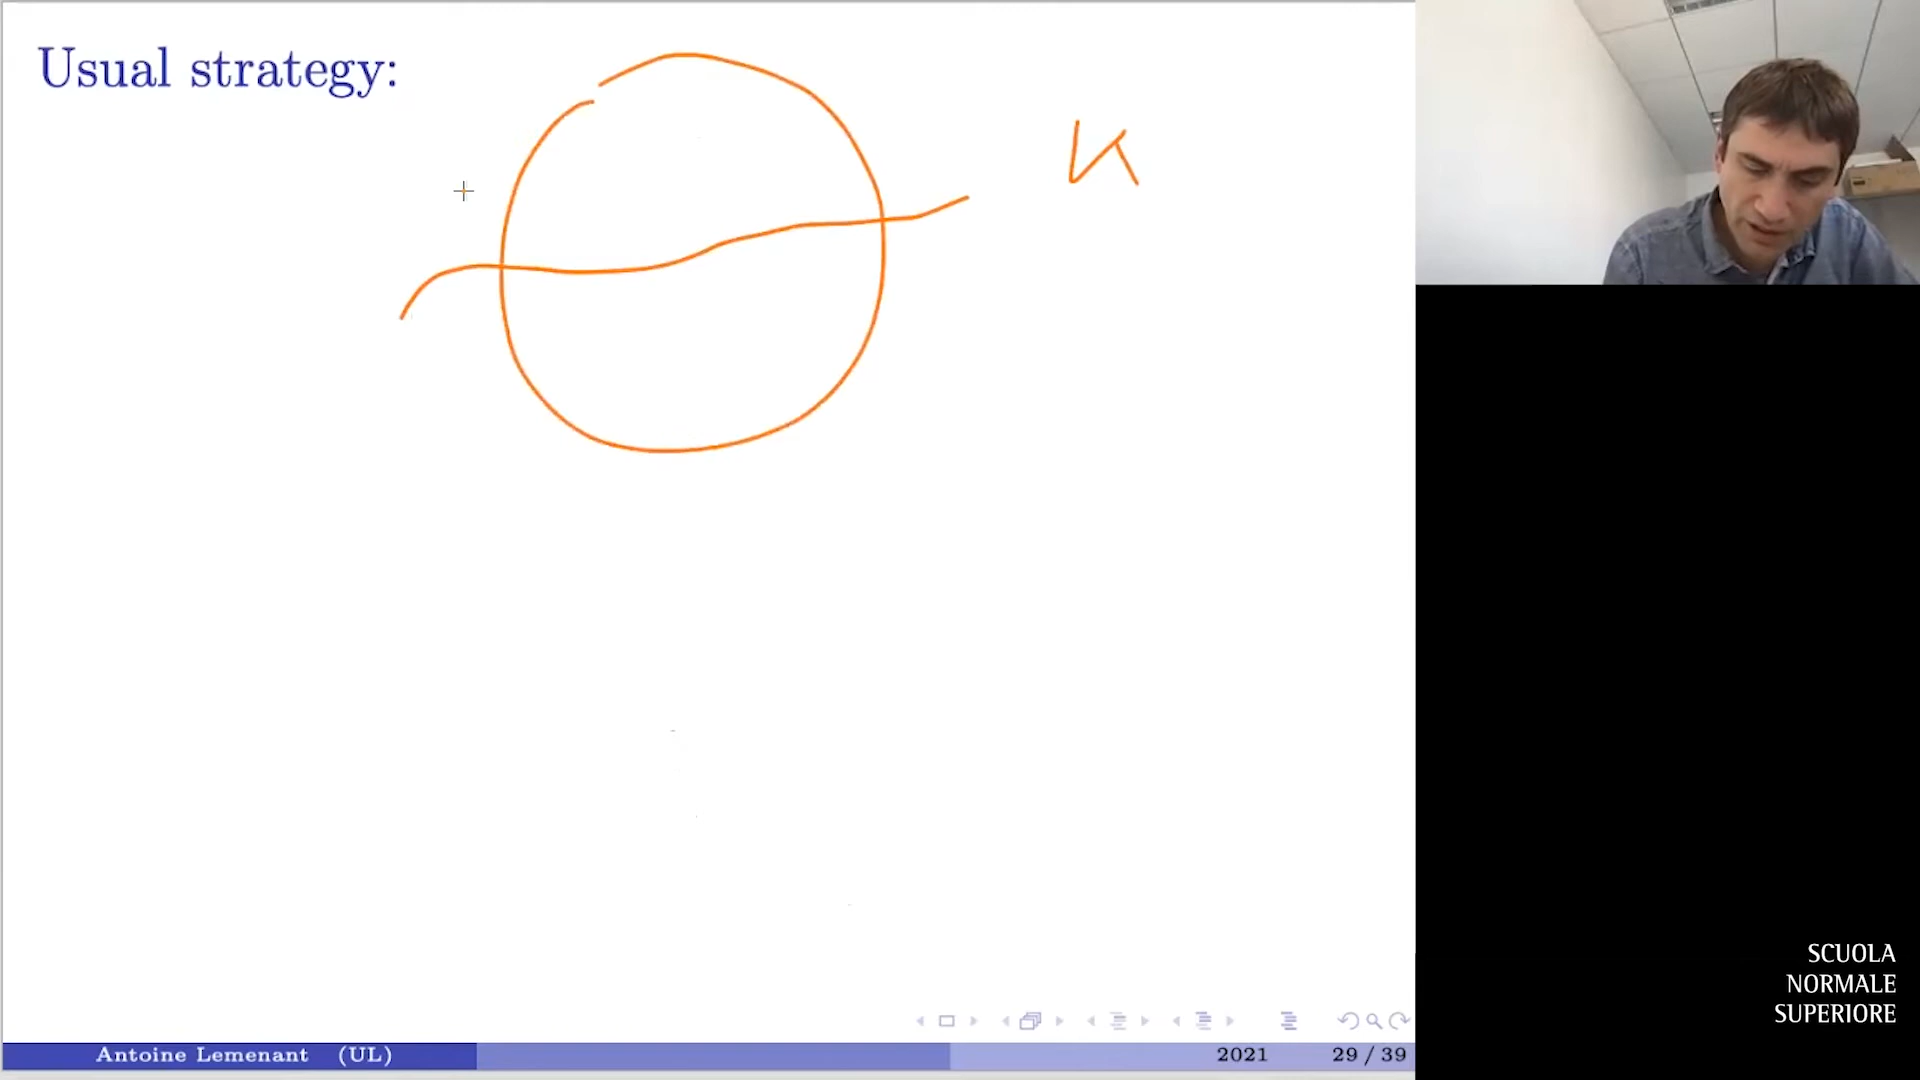 Usual strategy:
K
SCUOLA
NORMALE
SUPERIORE
Antoine Lemenant (UL)
2021
29 / 39